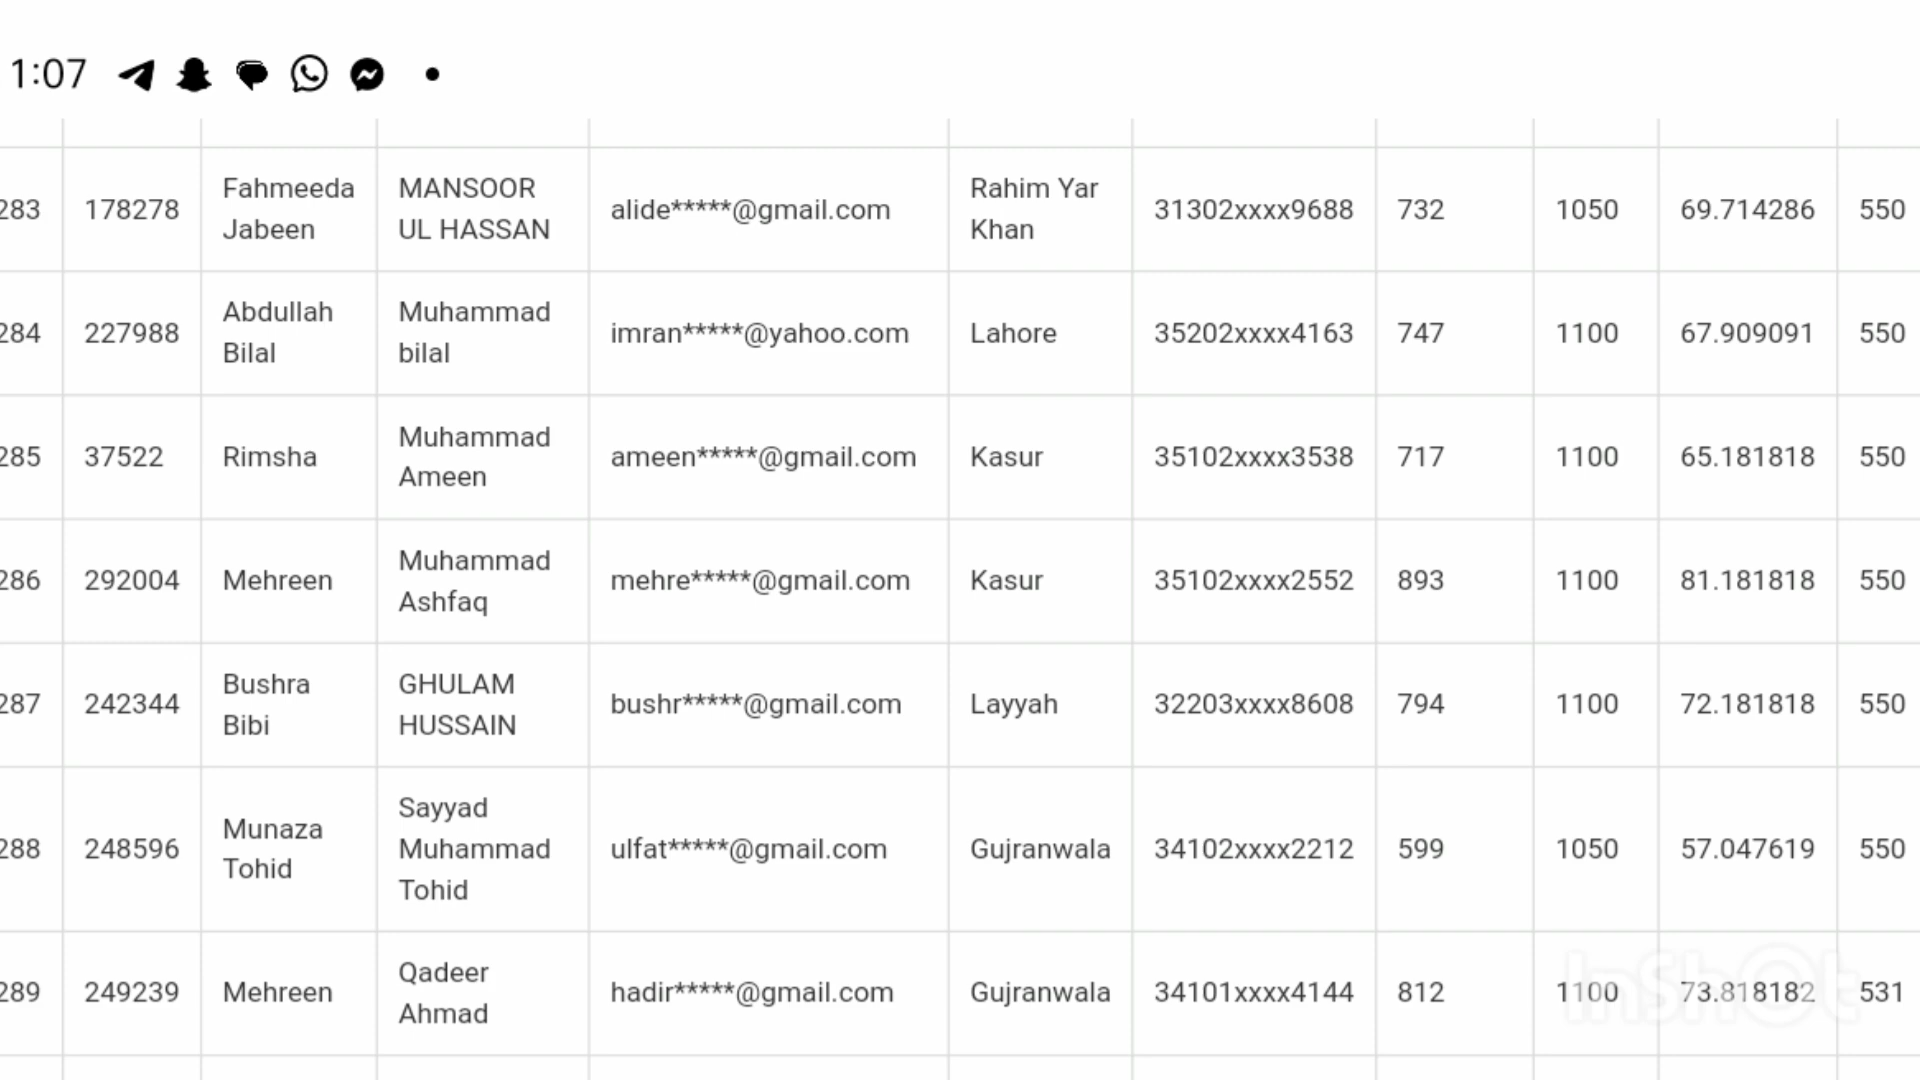 1:07
283 178278 Fahmeeda Jabeen MANSOOR UL HASSAN alide*****@gmail.com Rahim Yar Khan 31302xxxx9688 732 1050 69.714286 550
284 227988 Abdullah Bilal Muhammad bilal imran*****@yahoo.com Lahore 35202xxxx4163 747 1100 67.909091 550
285 37522 Rimsha Muhammad Ameen ameen*****@gmail.com Kasur 35102xxxx3538 717 1100 65.181818 550
286 292004 Mehreen Muhammad Ashfaq mehre*****@gmail.com Kasur 35102xxxx2552 893 1100 81.181818 550
287 242344 Bushra Bibi GHULAM HUSSAIN bushr*****@gmail.com Layyah 32203xxxx8608 794 1100 72.181818 550
288 248596 Munaza Tohid Sayyad Muhammad Tohid ulfat*****@gmail.com Gujranwala 34102xxxx2212 599 1050 57.047619 550
289 249239 Mehreen Qadeer Ahmad hadir*****@gmail.com Gujranwala 34101xxxx4144 812 1100 73.818182 531
InShOt